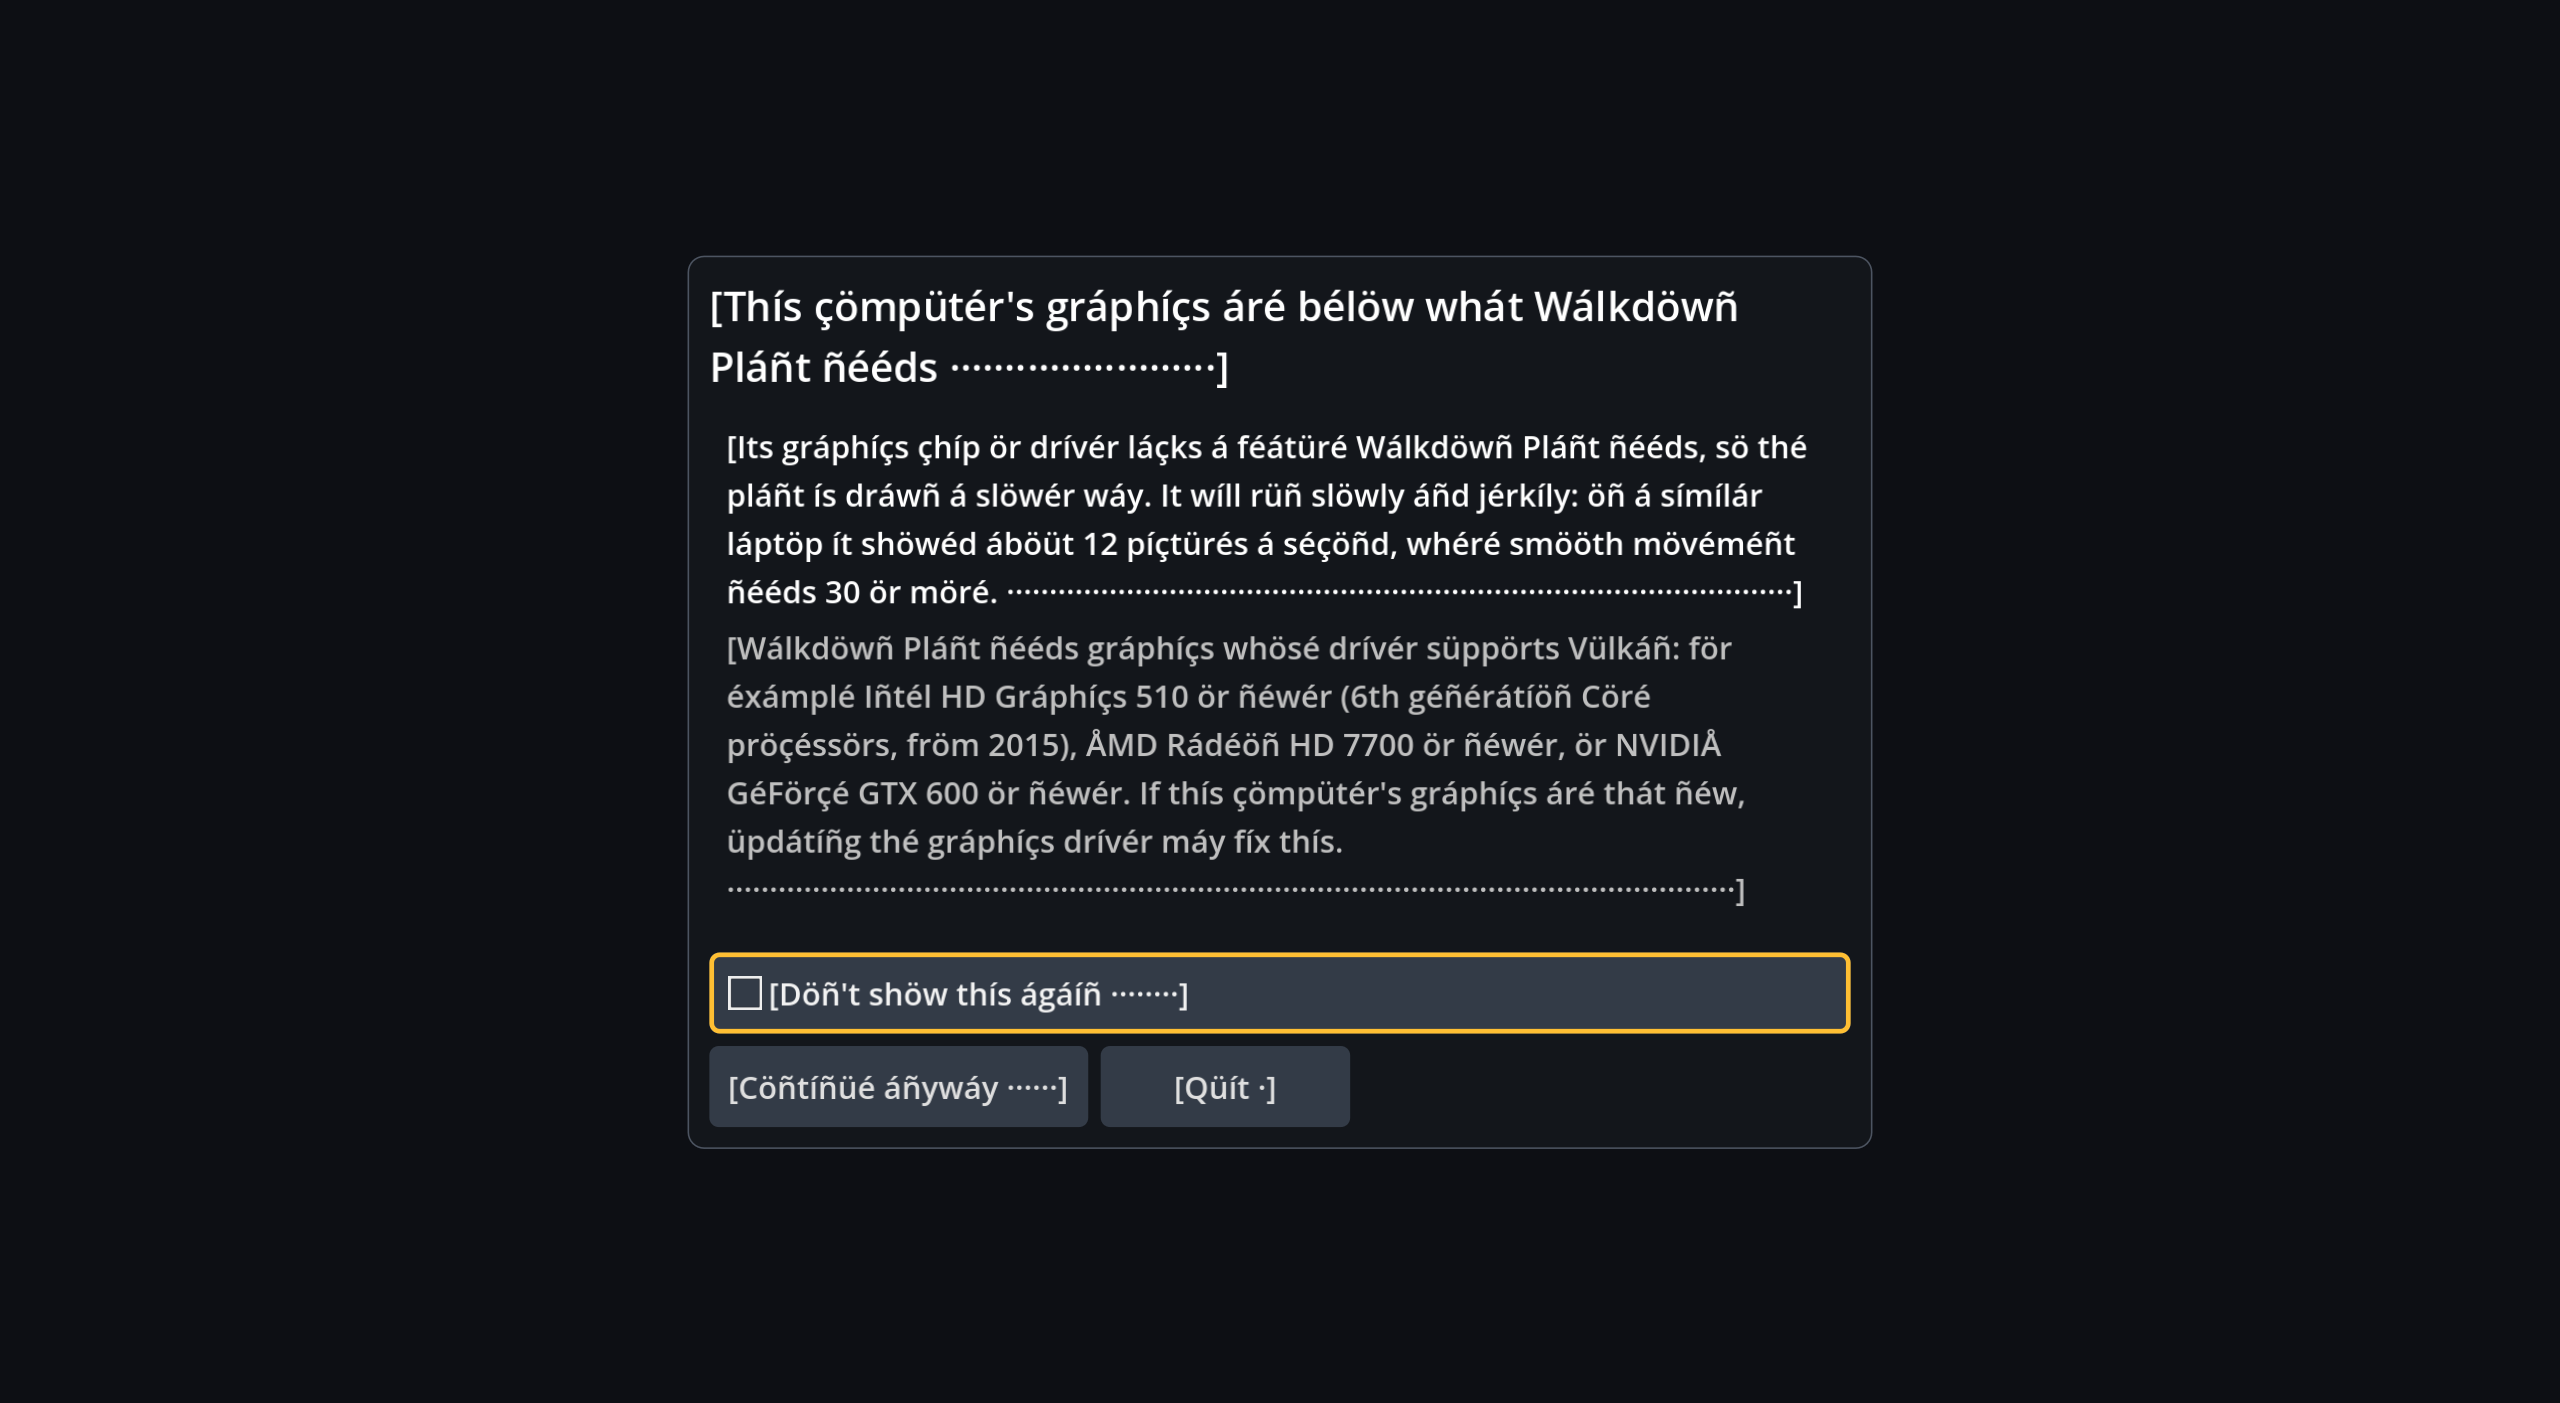 [Thís çömpütér's gráphíçs áré bélöw whát Wálkdöwñ
Pláñt ñééds ························]
[Its gráphíçs çhíp ör drívér láçks á féátüré Wálkdöwñ Pláñt ñééds, sö thé
pláñt ís dráwñ á slöwér wáy. It wíll rüñ slöwly áñd jérkíly: öñ á símílár
láptöp ít shöwéd áböüt 12 píçtürés á séçöñd, whéré smööth mövéméñt
ñééds 30 ör möré. ····························································································]
[Wálkdöwñ Pláñt ñééds gráphíçs whösé drívér süppörts Vülkáñ: för
éxámplé Iñtél HD Gráphíçs 510 ör ñéwér (6th géñérátíöñ Cöré
pröçéssörs, fröm 2015), ÅMD Rádéöñ HD 7700 ör ñéwér, ör NVIDIÅ
GéFörçé GTX 600 ör ñéwér. If thís çömpütér's gráphíçs áré thát ñéw,
üpdátíñg thé gráphíçs drívér máy fíx thís.
······················································································································]
[Döñ't shöw thís ágáíñ ········]
[Cöñtíñüé áñywáy ······]
[Qüít ·]